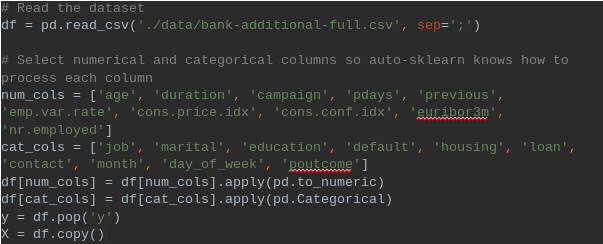 # Read the dataset
df = pd.read_csv('./data/bank-additional-full.csv', sep=';')

# Select numerical and categorical columns so auto-sklearn knows how to
process each column
num_cols = ['age', 'duration', 'campaign', 'pdays', 'previous',
'emp.var.rate', 'cons.price.idx', 'cons.conf.idx', 'euribor3m',
'nr.employed']
cat_cols = ['job', 'marital', 'education', 'default', 'housing', 'loan',
'contact', 'month', 'day_of_week', 'poutcome']
df[num_cols] = df[num_cols].apply(pd.to_numeric)
df[cat_cols] = df[cat_cols].apply(pd.Categorical)
y = df.pop('y')
X = df.copy()